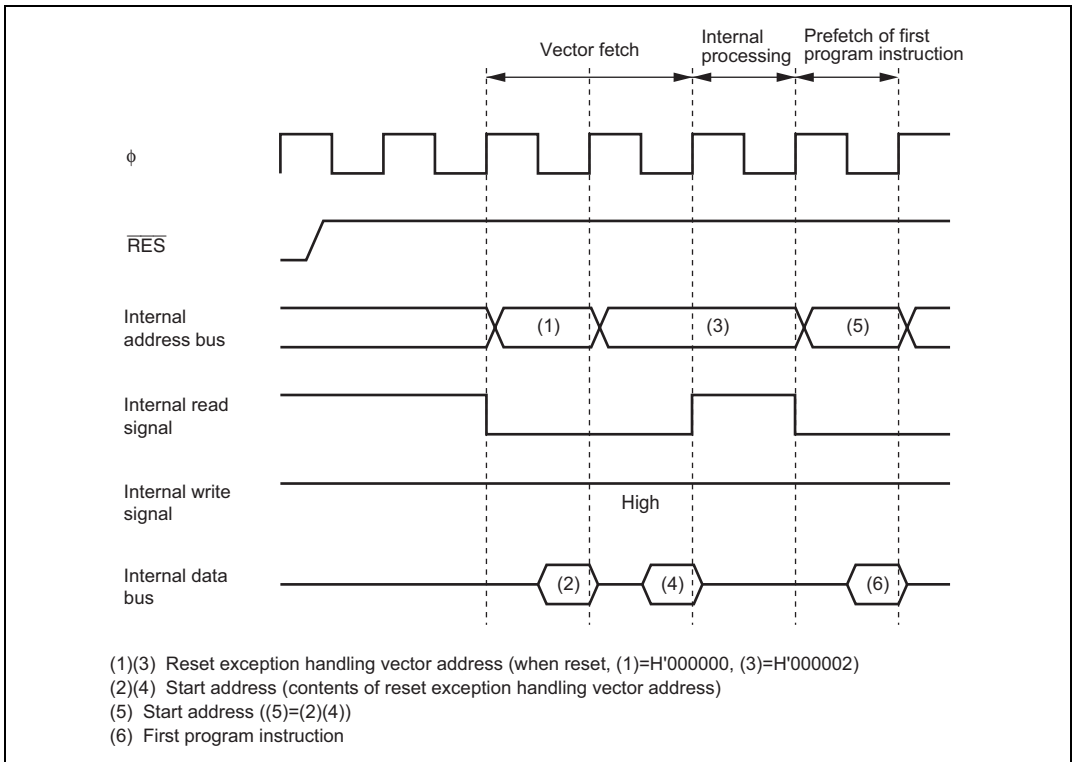 Vector fetch
Internal
processing
Prefetch of first
program instruction
ϕ
R̅E̅S̅
Internal
address bus
(1)
(3)
(5)
Internal read
signal
Internal write
signal
High
Internal data
bus
(2)
(4)
(6)
(1)(3) Reset exception handling vector address (when reset, (1)=H'000000, (3)=H'000002)
(2)(4) Start address (contents of reset exception handling vector address)
(5) Start address ((5)=(2)(4))
(6) First program instruction